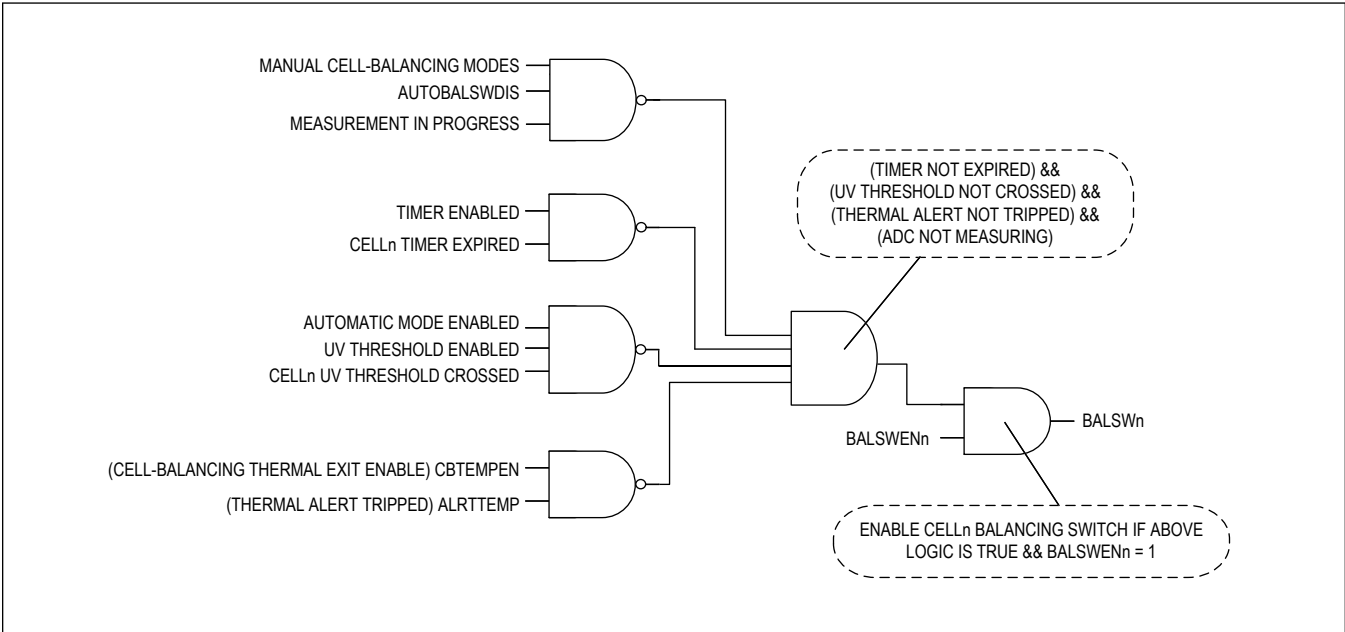 MANUAL CELL-BALANCING MODES
AUTOBALSWDIS
MEASUREMENT IN PROGRESS
TIMER ENABLED
CELLn TIMER EXPIRED
AUTOMATIC MODE ENABLED
UV THRESHOLD ENABLED
CELLn UV THRESHOLD CROSSED
(CELL-BALANCING THERMAL EXIT ENABLE) CBTEMPEN
(THERMAL ALERT TRIPPED) ALRTTEMP
(TIMER NOT EXPIRED) &&
(UV THRESHOLD NOT CROSSED) &&
(THERMAL ALERT NOT TRIPPED) &&
(ADC NOT MEASURING)
BALSWENn
BALSWn
ENABLE CELLn BALANCING SWITCH IF ABOVE
LOGIC IS TRUE && BALSWENn = 1